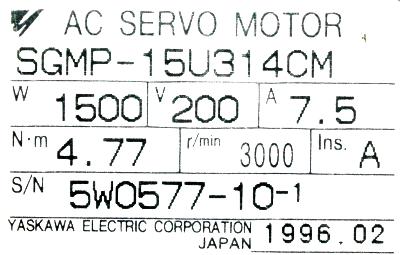 AC SERVO MOTOR
SGMP-15U314CM
W 1500 V 200 A 7.5
N·m 4.77 r/min 3000 Ins. A
S/N 5W0577-10-1
YASKAWA ELECTRIC CORPORATION
JAPAN 1996.02